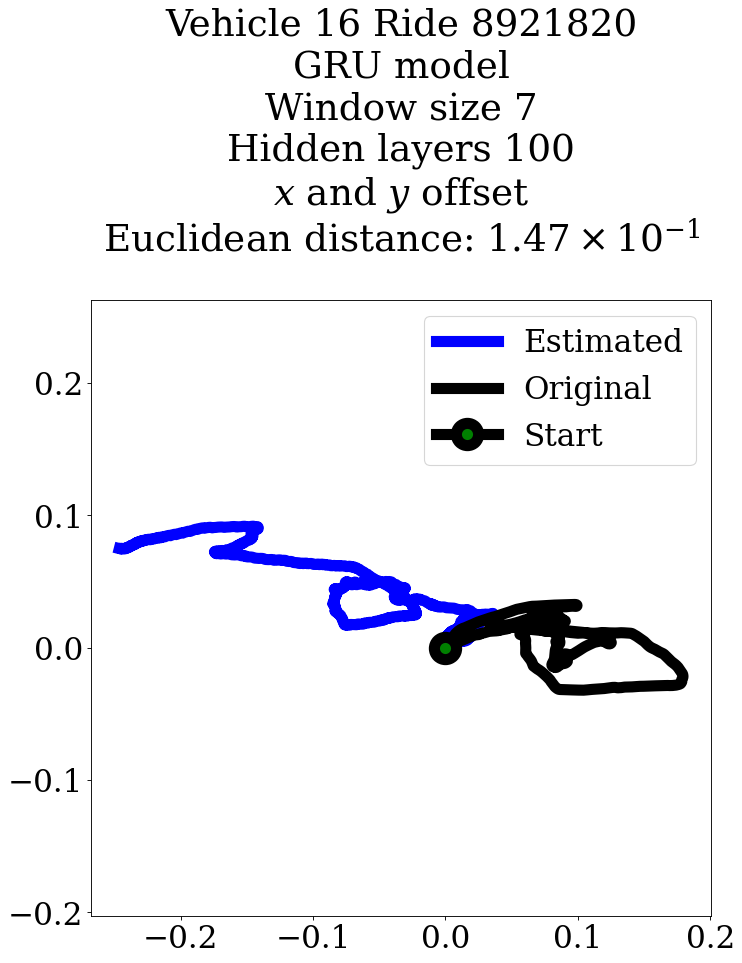 Vehicle 16 Ride 8921820
GRU model
Window size 7
Hidden layers 100
x and y offset
Euclidean distance: 1.47 × 10⁻¹
Estimated
Original
Start
0.2
0.1
0.0
−0.1
−0.2
−0.2 −0.1 0.0 0.1 0.2